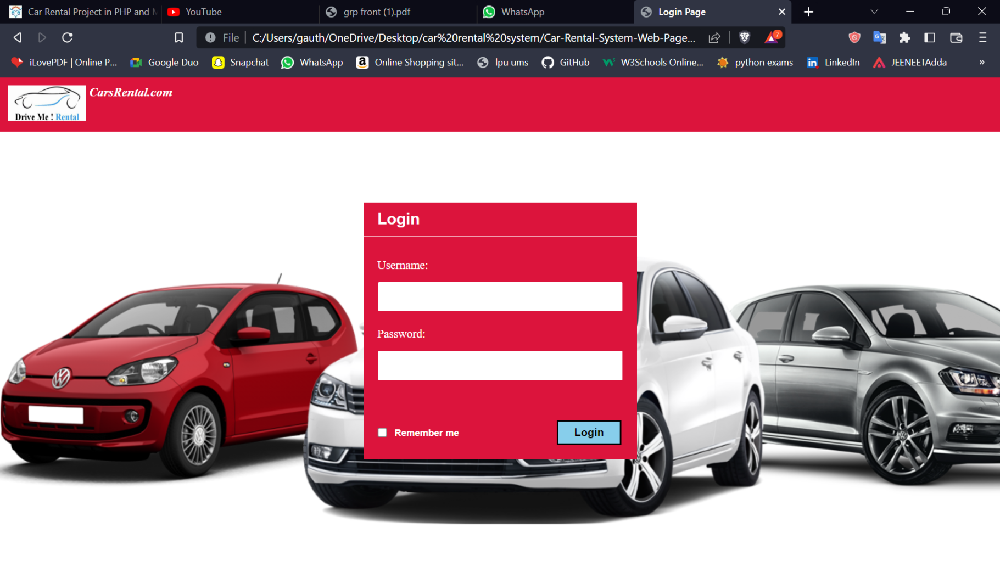 Car Rental Project in PHP and M
YouTube
grp front (1).pdf
WhatsApp
Login Page
File
C:/Users/gauth/OneDrive/Desktop/car%20rental%20system/Car-Rental-System-Web-Page...
7
iLovePDF | Online P...
Google Duo
Snapchat
WhatsApp
Online Shopping sit...
lpu ums
GitHub
W3Schools Online...
python exams
LinkedIn
JEENEETAdda
»
Drive Me ! Rental
CarsRental.com
Login
Username:
Password:
Remember me
Login